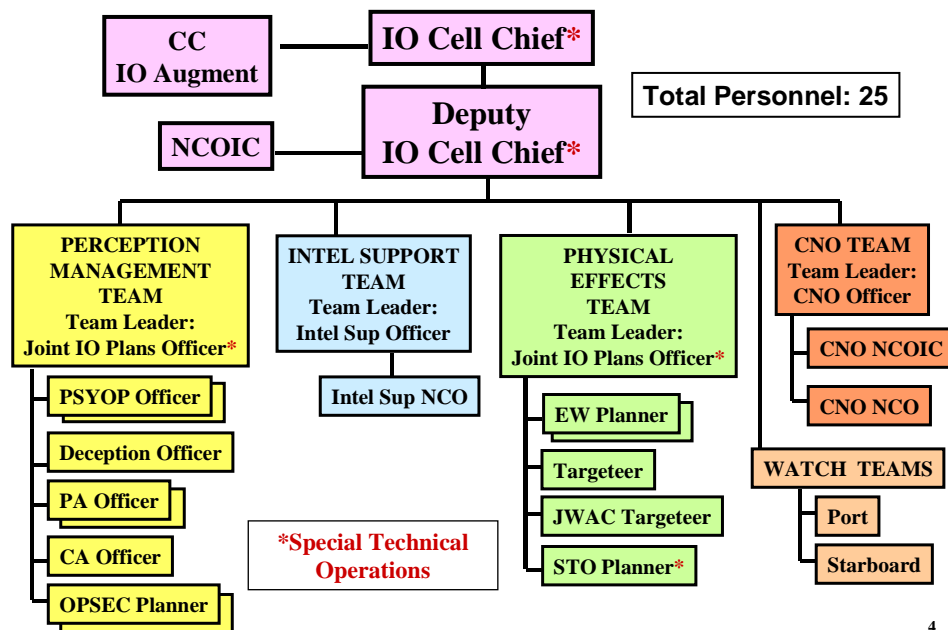 CC
IO Augment
IO Cell Chief*
Total Personnel: 25
NCOIC
Deputy
IO Cell Chief*
PERCEPTION
MANAGEMENT
TEAM
Team Leader:
Joint IO Plans Officer*
PSYOP Officer
Deception Officer
PA Officer
CA Officer
OPSEC Planner
INTEL SUPPORT
TEAM
Team Leader:
Intel Sup Officer
Intel Sup NCO
PHYSICAL
EFFECTS
TEAM
Team Leader:
Joint IO Plans Officer*
EW Planner
Targeteer
JWAC Targeteer
STO Planner*
CNO TEAM
Team Leader:
CNO Officer
CNO NCOIC
CNO NCO
WATCH TEAMS
Port
Starboard
*Special Technical
Operations
4